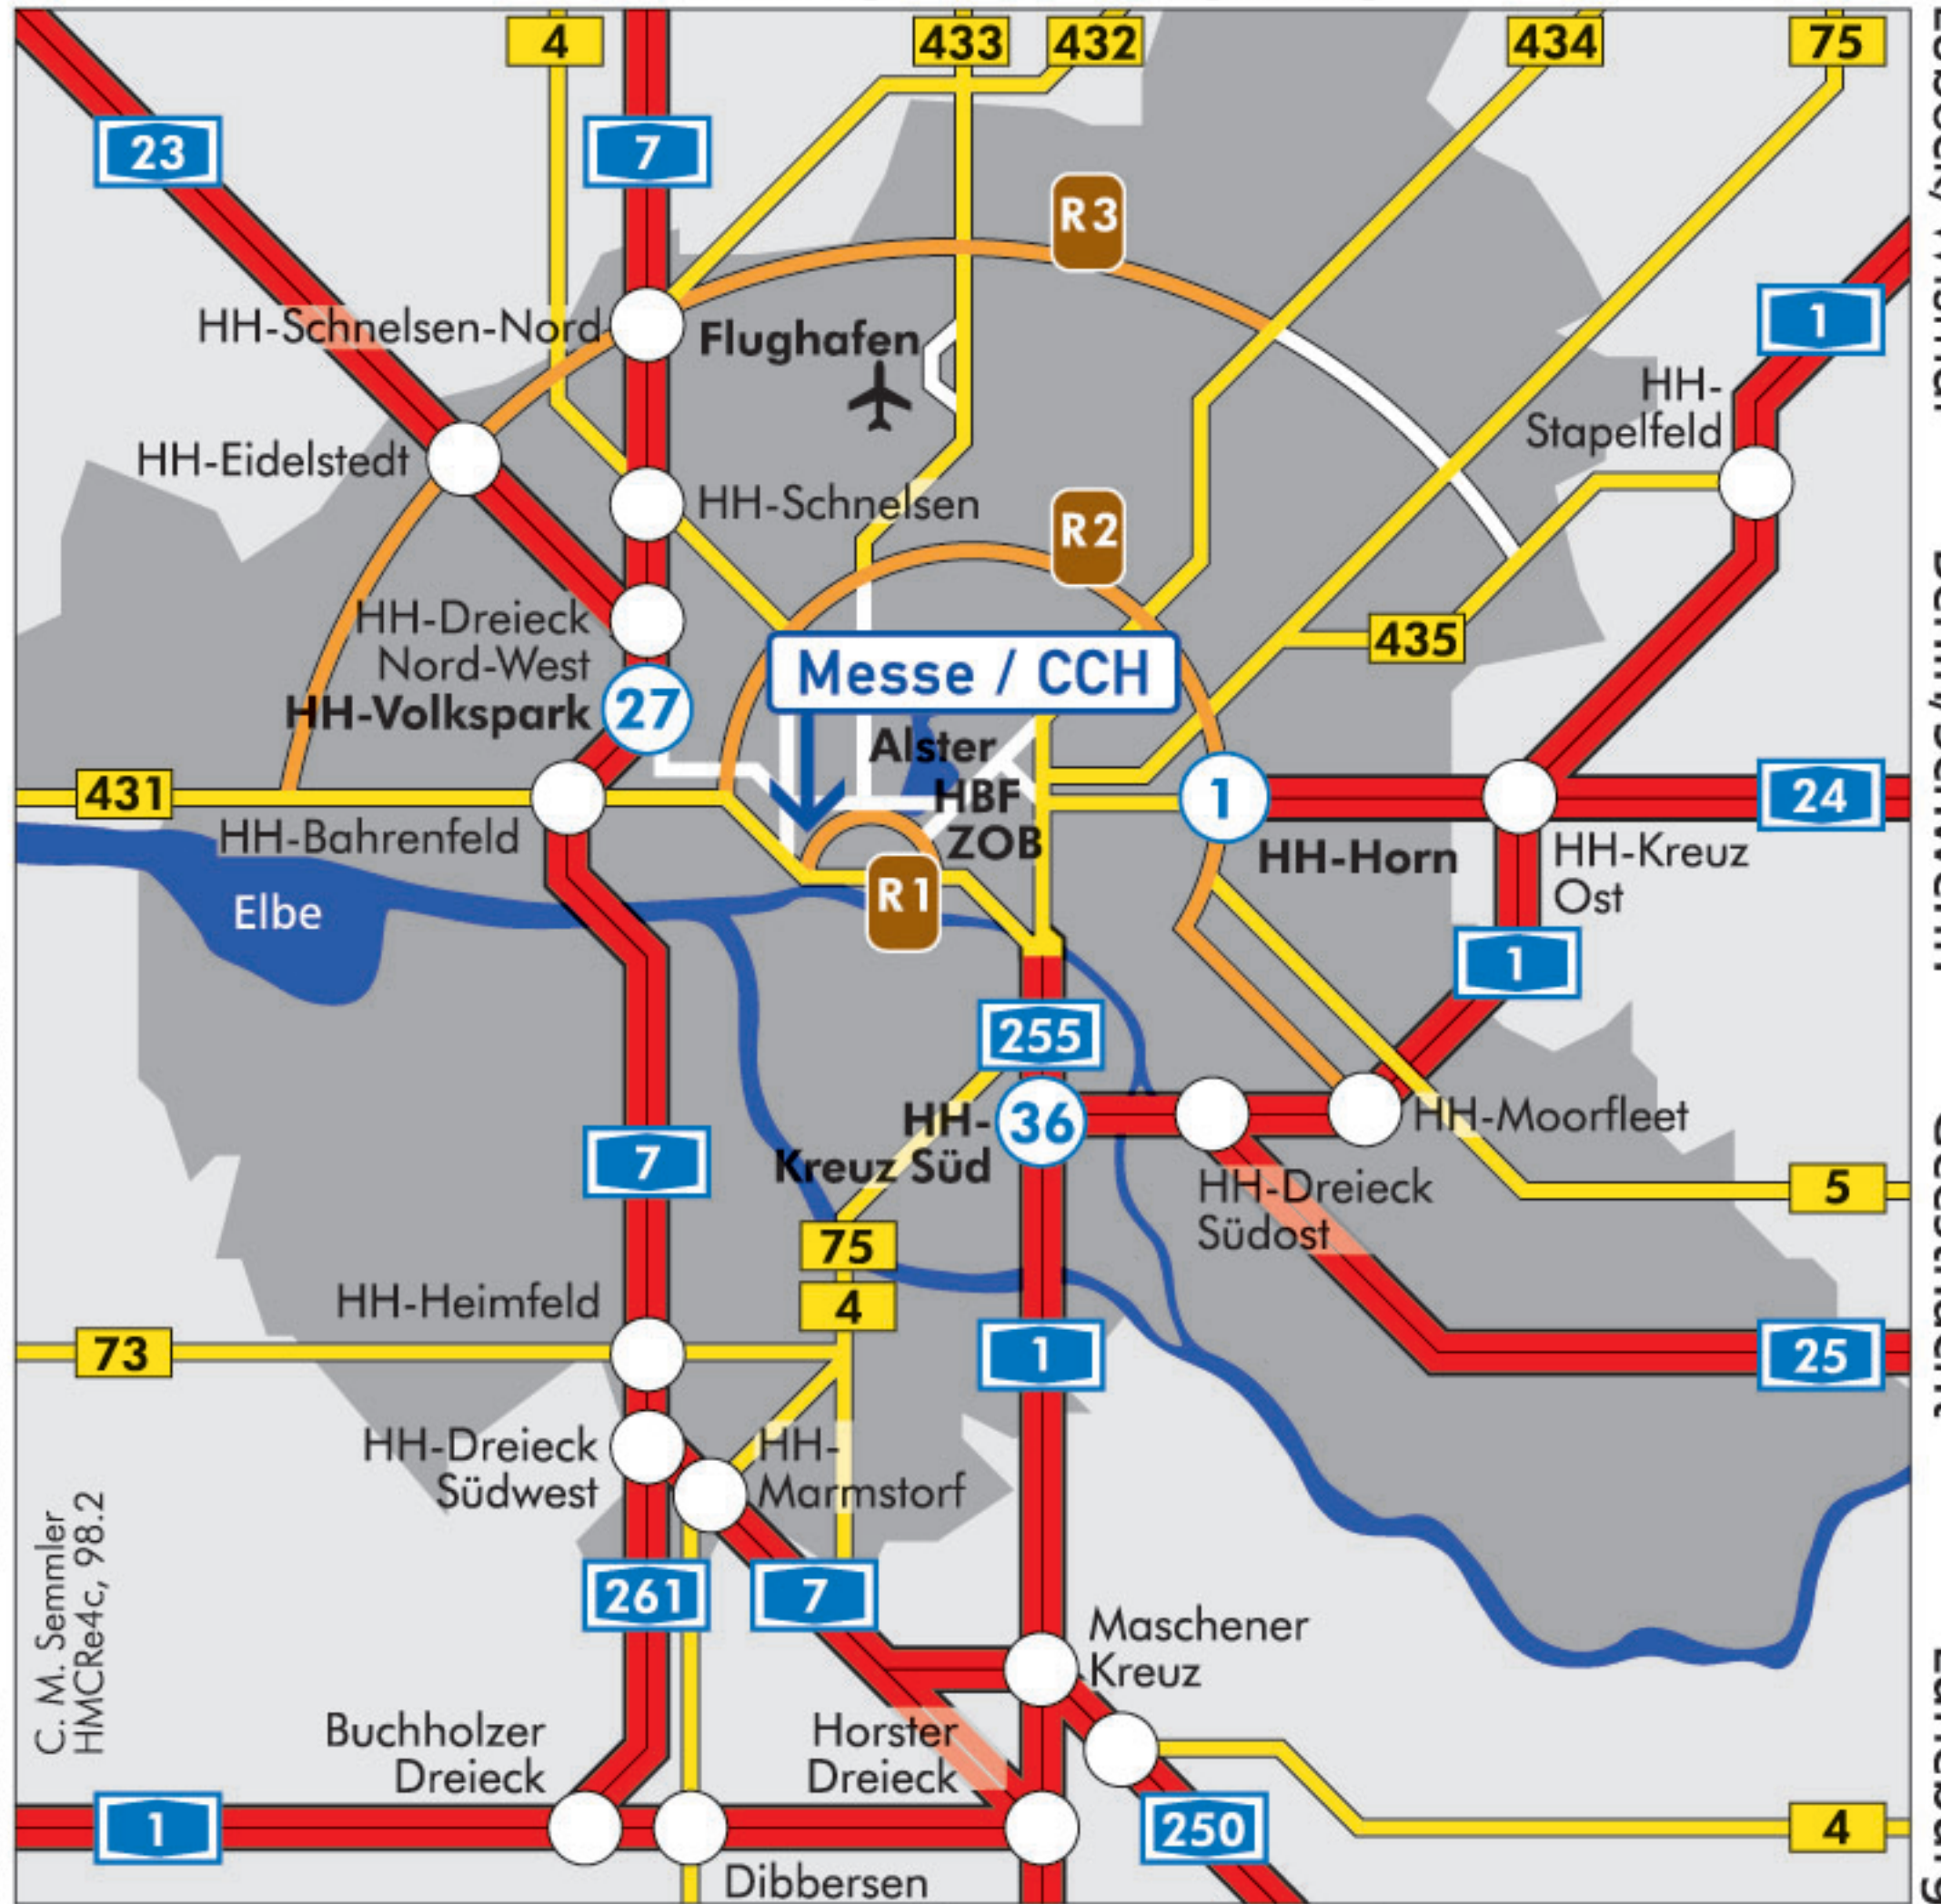 4
433
432
434
75
23
7
R3
1
HH-Schnelsen-Nord
Flughafen
HH-
Stapelfeld
HH-Eidelstedt
HH-Schnelsen
R2
HH-Dreieck
Nord-West
435
Messe / CCH
HH-Volkspark
27
Alster
431
HBF
1
24
HH-Bahrenfeld
ZOB
HH-Horn
HH-Kreuz
Ost
Elbe
R1
1
255
HH-
Kreuz Süd
36
HH-Moorfleet
7
HH-Dreieck
Südost
5
75
HH-Heimfeld
4
73
1
25
HH-Dreieck
Südwest
HH-
Marmstorf
C. M. Semmler
HMCRe4c, 98.2
261
7
Maschener
Kreuz
Buchholzer
Dreieck
Horster
Dreieck
1
250
4
Dibbersen